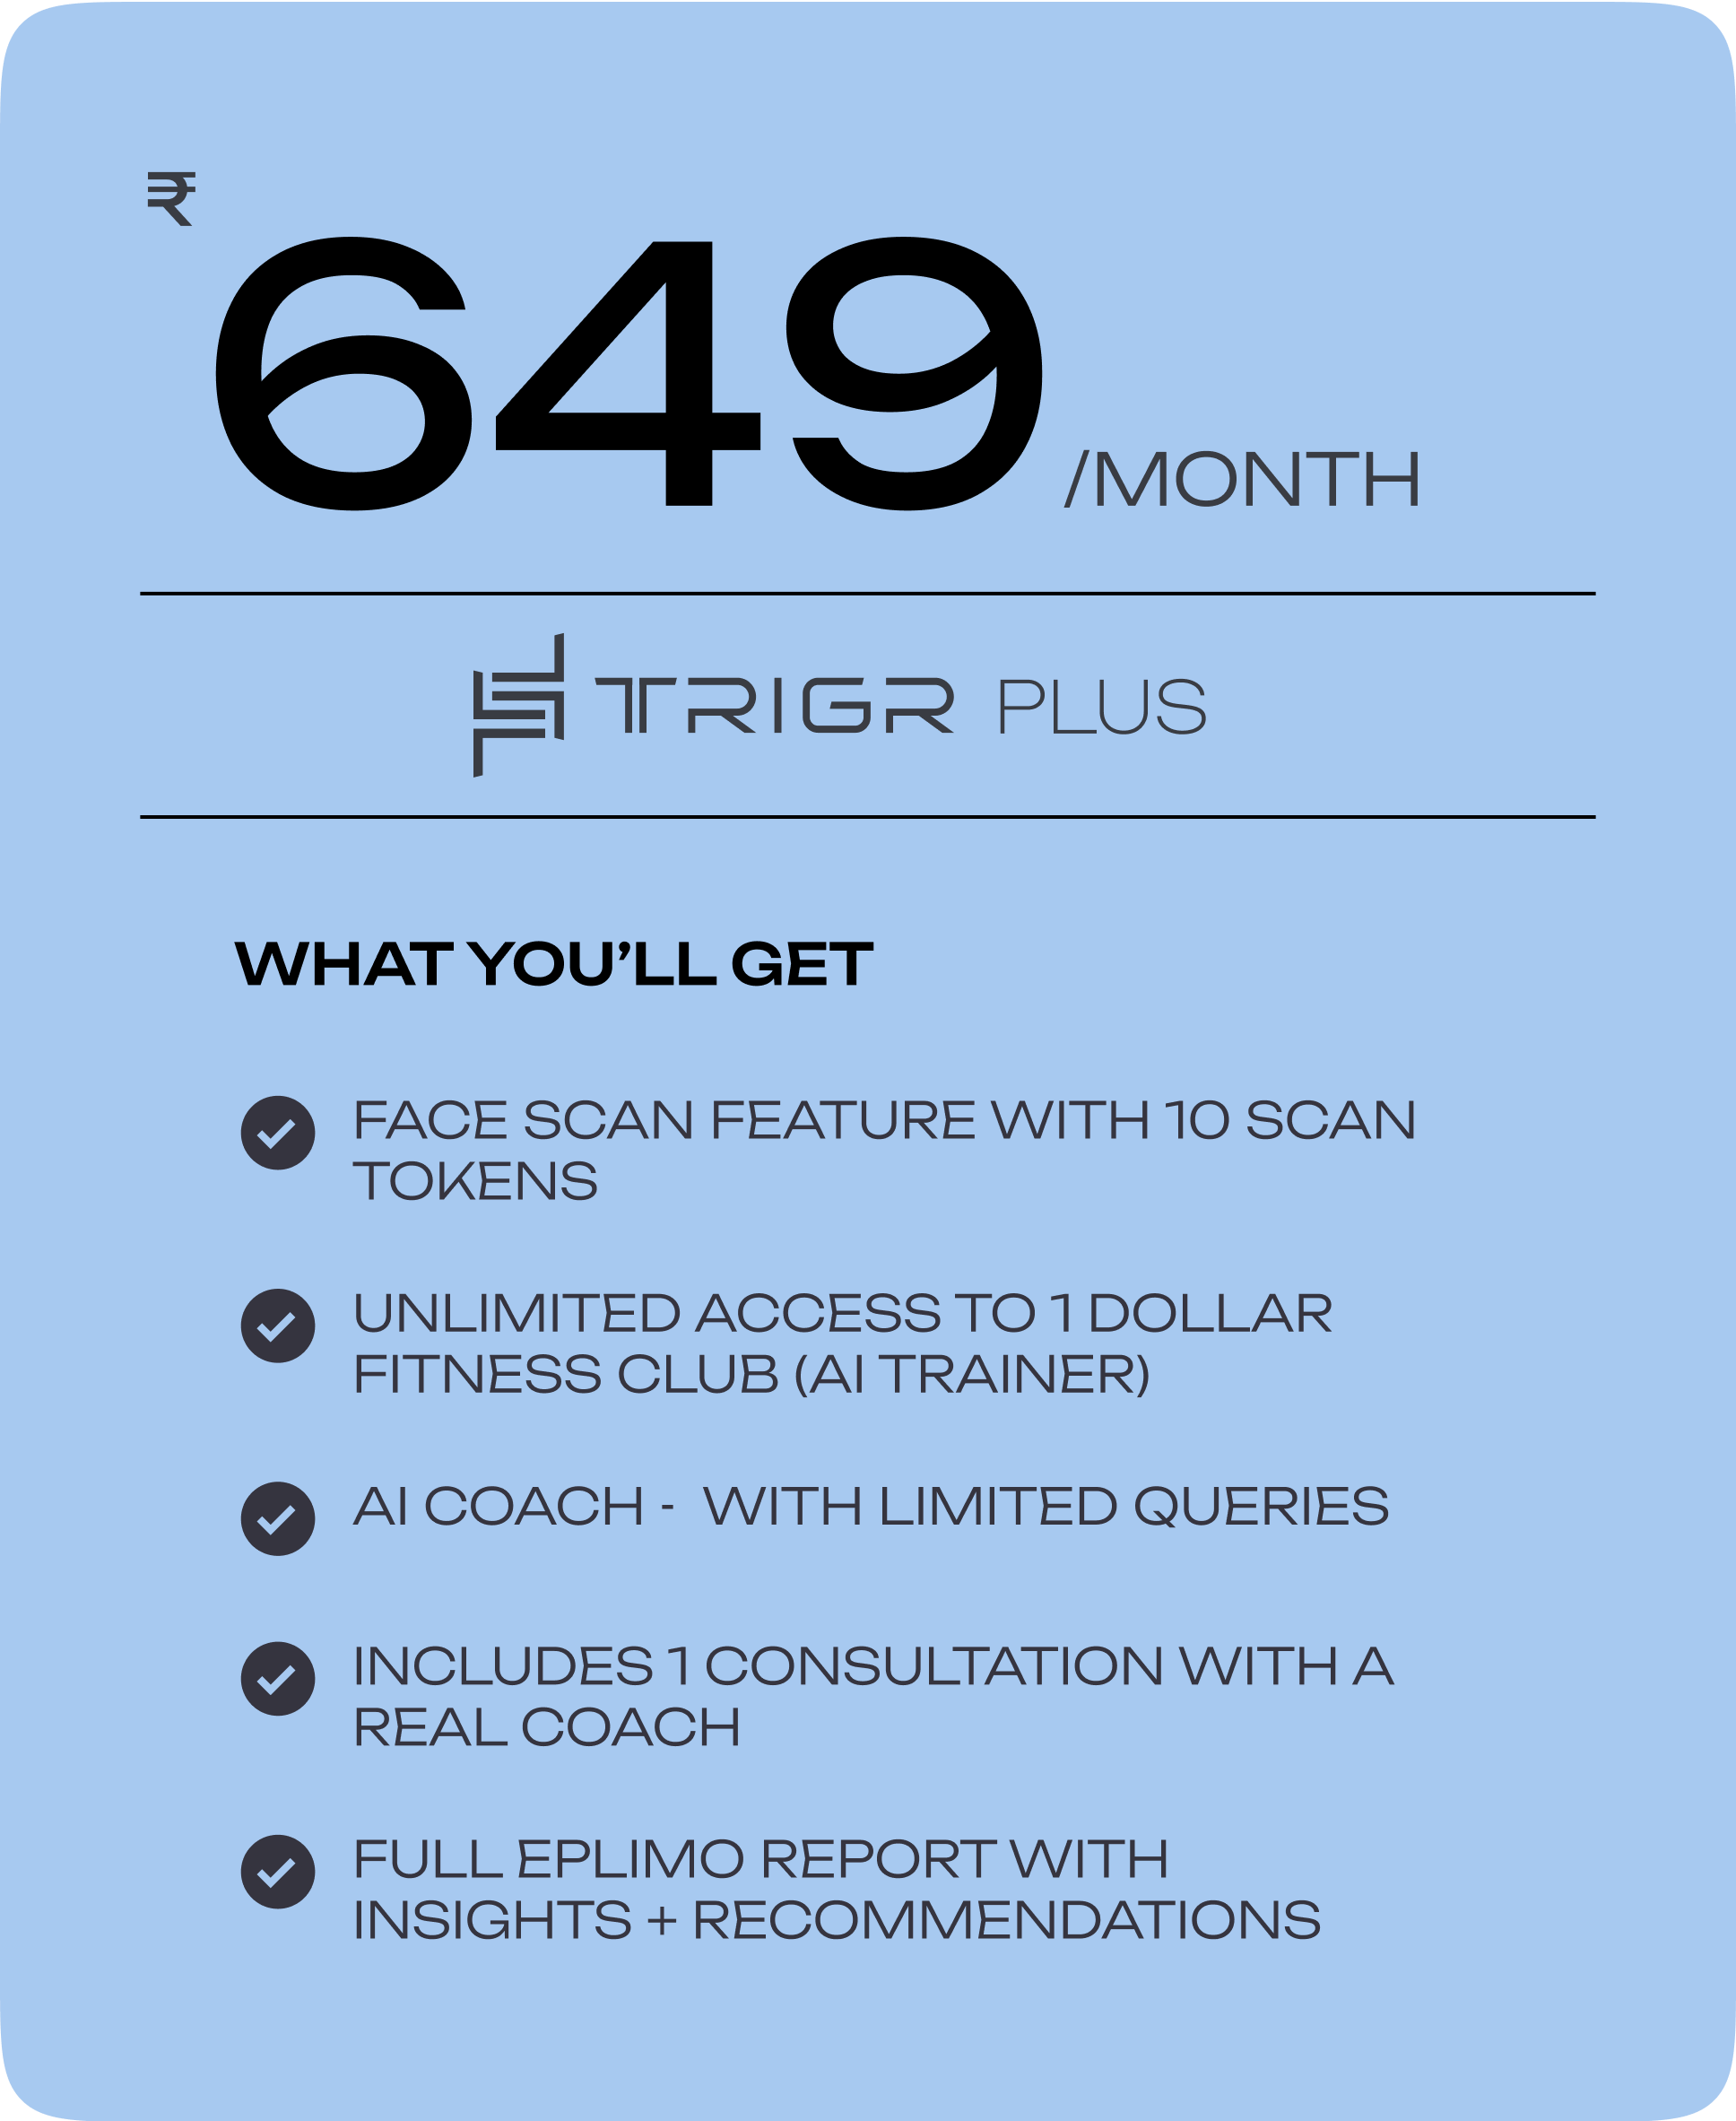 ₹
649 /MONTH
TRIGR PLUS
WHAT YOU’LL GET
FACE SCAN FEATURE WITH 10 SCAN
TOKENS
UNLIMITED ACCESS TO 1 DOLLAR
FITNESS CLUB (AI TRAINER)
AI COACH - WITH LIMITED QUERIES
INCLUDES 1 CONSULTATION WITH A
REAL COACH
FULL EPLIMO REPORT WITH
INSIGHTS + RECOMMENDATIONS